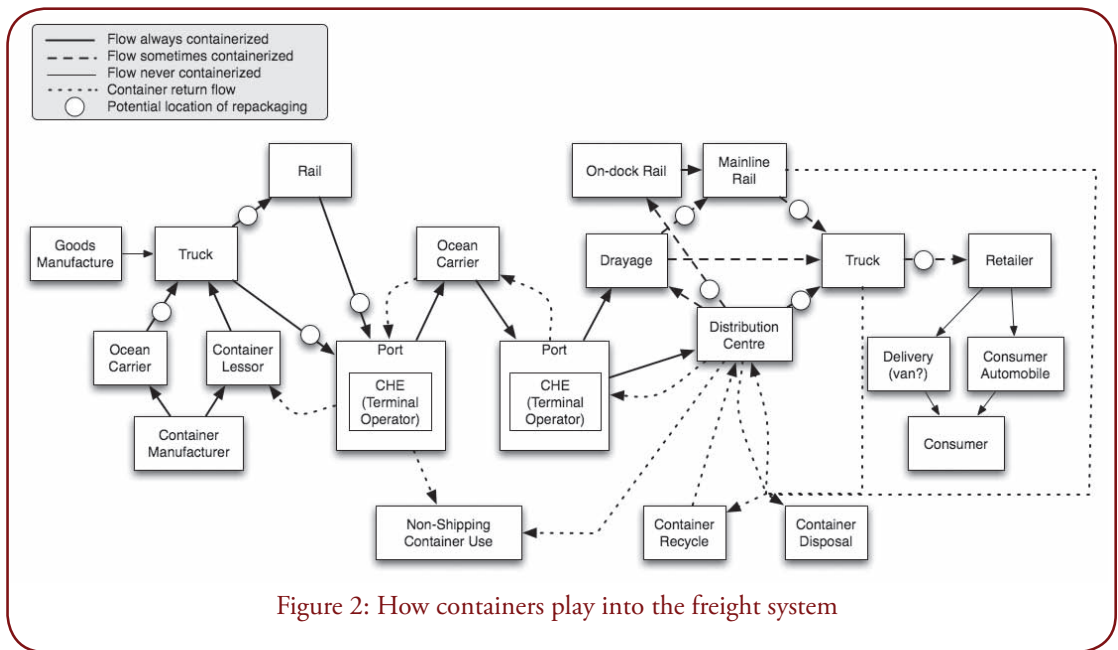 Flow always containerized
Flow sometimes containerized
Flow never containerized
Container return flow
Potential location of repackaging
Rail
On-dock Rail
Mainline
Rail
Goods
Manufacture
Truck
Ocean
Carrier
Drayage
Truck
Retailer
Ocean
Carrier
Container
Lessor
Port
CHE
(Terminal
Operator)
Port
CHE
(Terminal
Operator)
Distribution
Centre
Delivery
(van?)
Consumer
Automobile
Container
Manufacturer
Consumer
Non-Shipping
Container Use
Container
Recycle
Container
Disposal
Figure 2: How containers play into the freight system